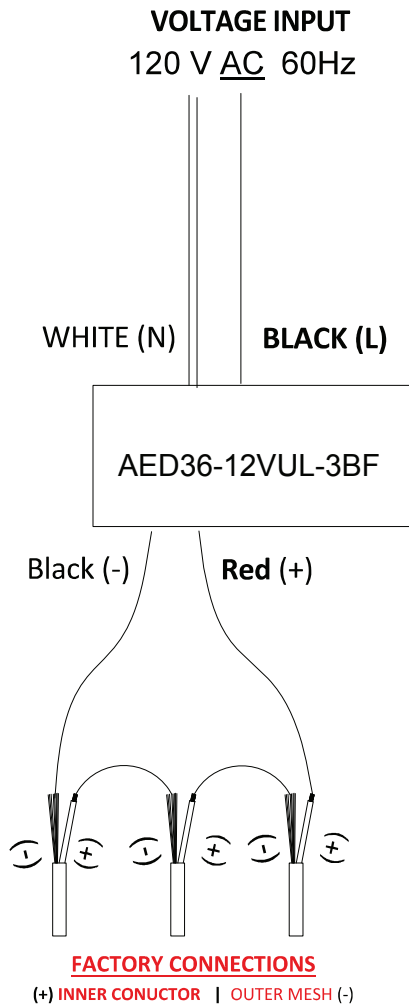 VOLTAGE INPUT
120 V AC 60Hz
WHITE (N) BLACK (L)
AED36-12VUL-3BF
Black (-) Red (+)
(-) (+) (-) (+) (-) (+)
FACTORY CONNECTIONS
(+) INNER CONUCTOR | OUTER MESH (-)